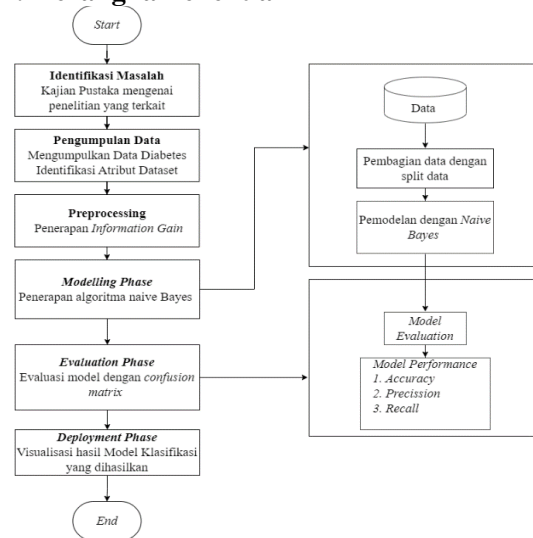 Start
Identifikasi Masalah
Kajian Pustaka mengenai
penelitian yang terkait
Pengumpulan Data
Mengumpulkan Data Diabetes
Identifikasi Atribut Dataset
Preprocessing
Penerapan Information Gain
Modelling Phase
Penerapan algoritma naive Bayes
Evaluation Phase
Evaluasi model dengan confusion
matrix
Deployment Phase
Visualisasi hasil Model Klasifikasi
yang dihasilkan
End
Data
Pembagian data dengan
split data
Pemodelan dengan Naive
Bayes
Model
Evaluation
Model Performance
1. Accuracy
2. Precission
3. Recall